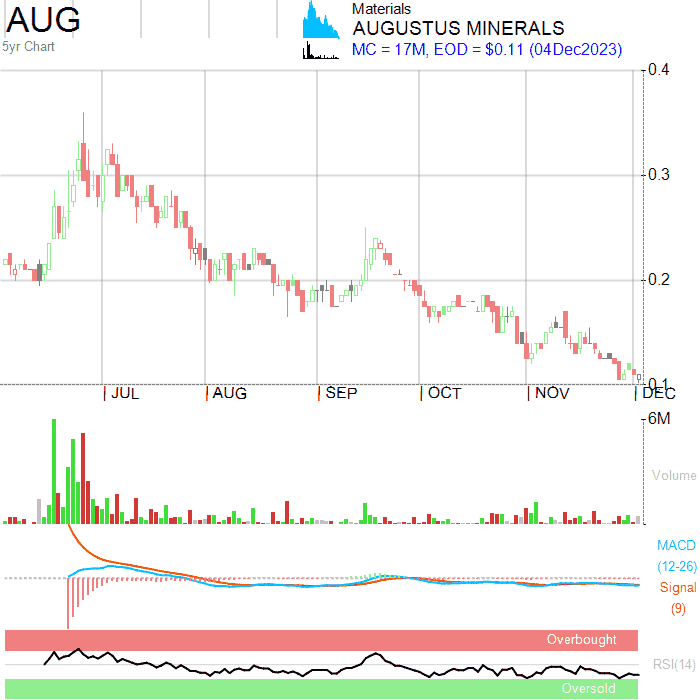 AUG
5yr Chart
Materials
AUGUSTUS MINERALS
MC = 17M, EOD = $0.11 (04Dec2023)
0.4
0.3
0.2
0.1
JUL
AUG
SEP
OCT
NOV
DEC
6M
Volume
MACD
(12-26)
Signal
(9)
Overbought
RSI(14)
Oversold